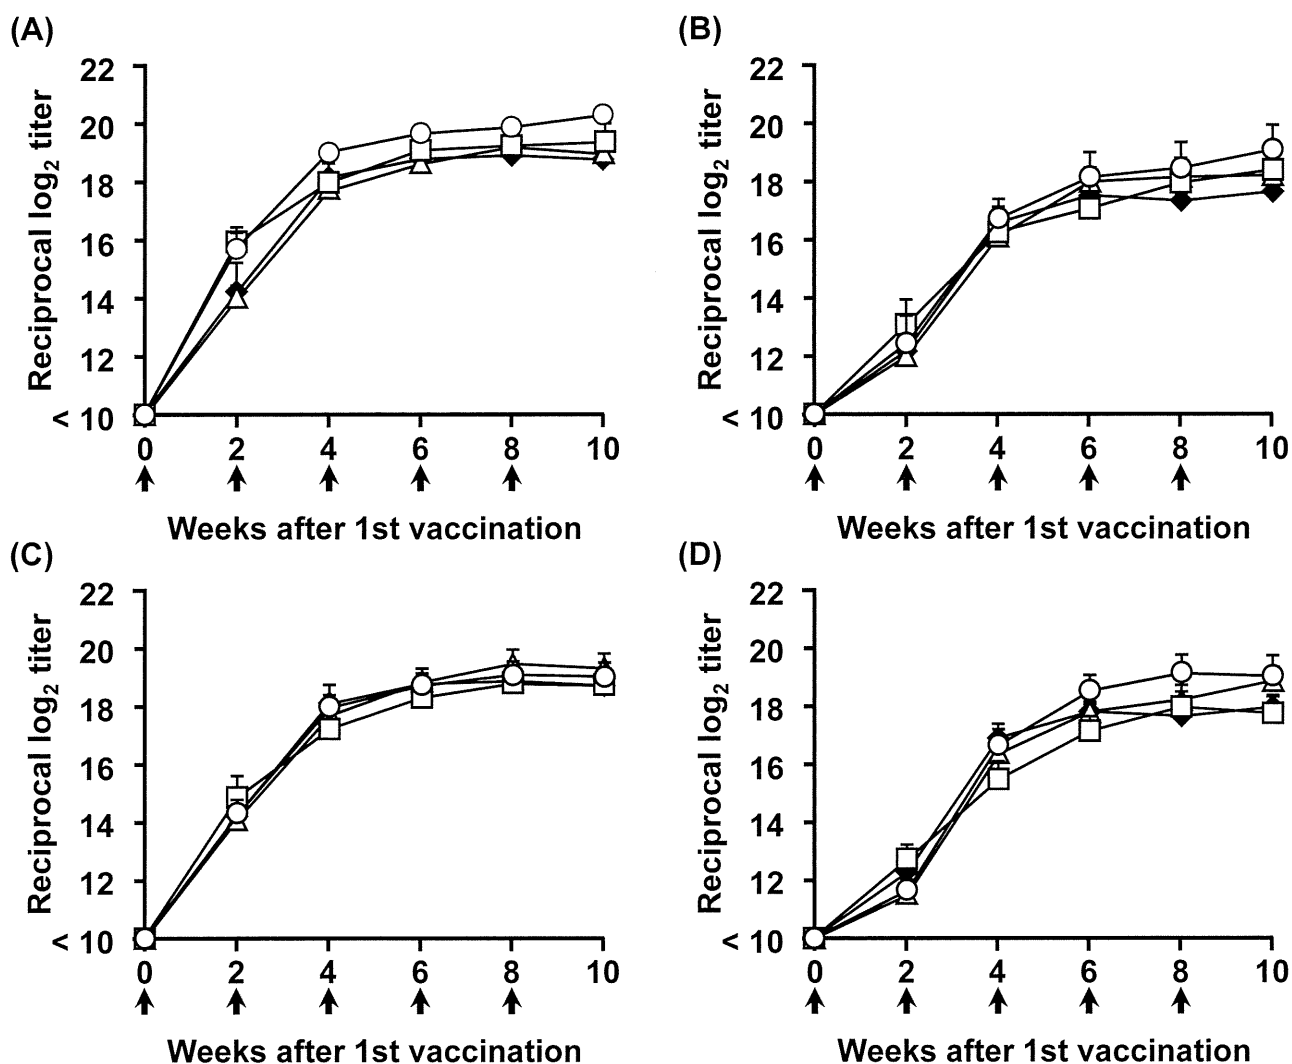 (A)
Reciprocal log2 titer
22
20
18
16
14
12
< 10
0 2 4 6 8 10
Weeks after 1st vaccination
(B)
Reciprocal log2 titer
22
20
18
16
14
12
< 10
0 2 4 6 8 10
Weeks after 1st vaccination
(C)
Reciprocal log2 titer
22
20
18
16
14
12
< 10
0 2 4 6 8 10
Weeks after 1st vaccination
(D)
Reciprocal log2 titer
22
20
18
16
14
12
< 10
0 2 4 6 8 10
Weeks after 1st vaccination